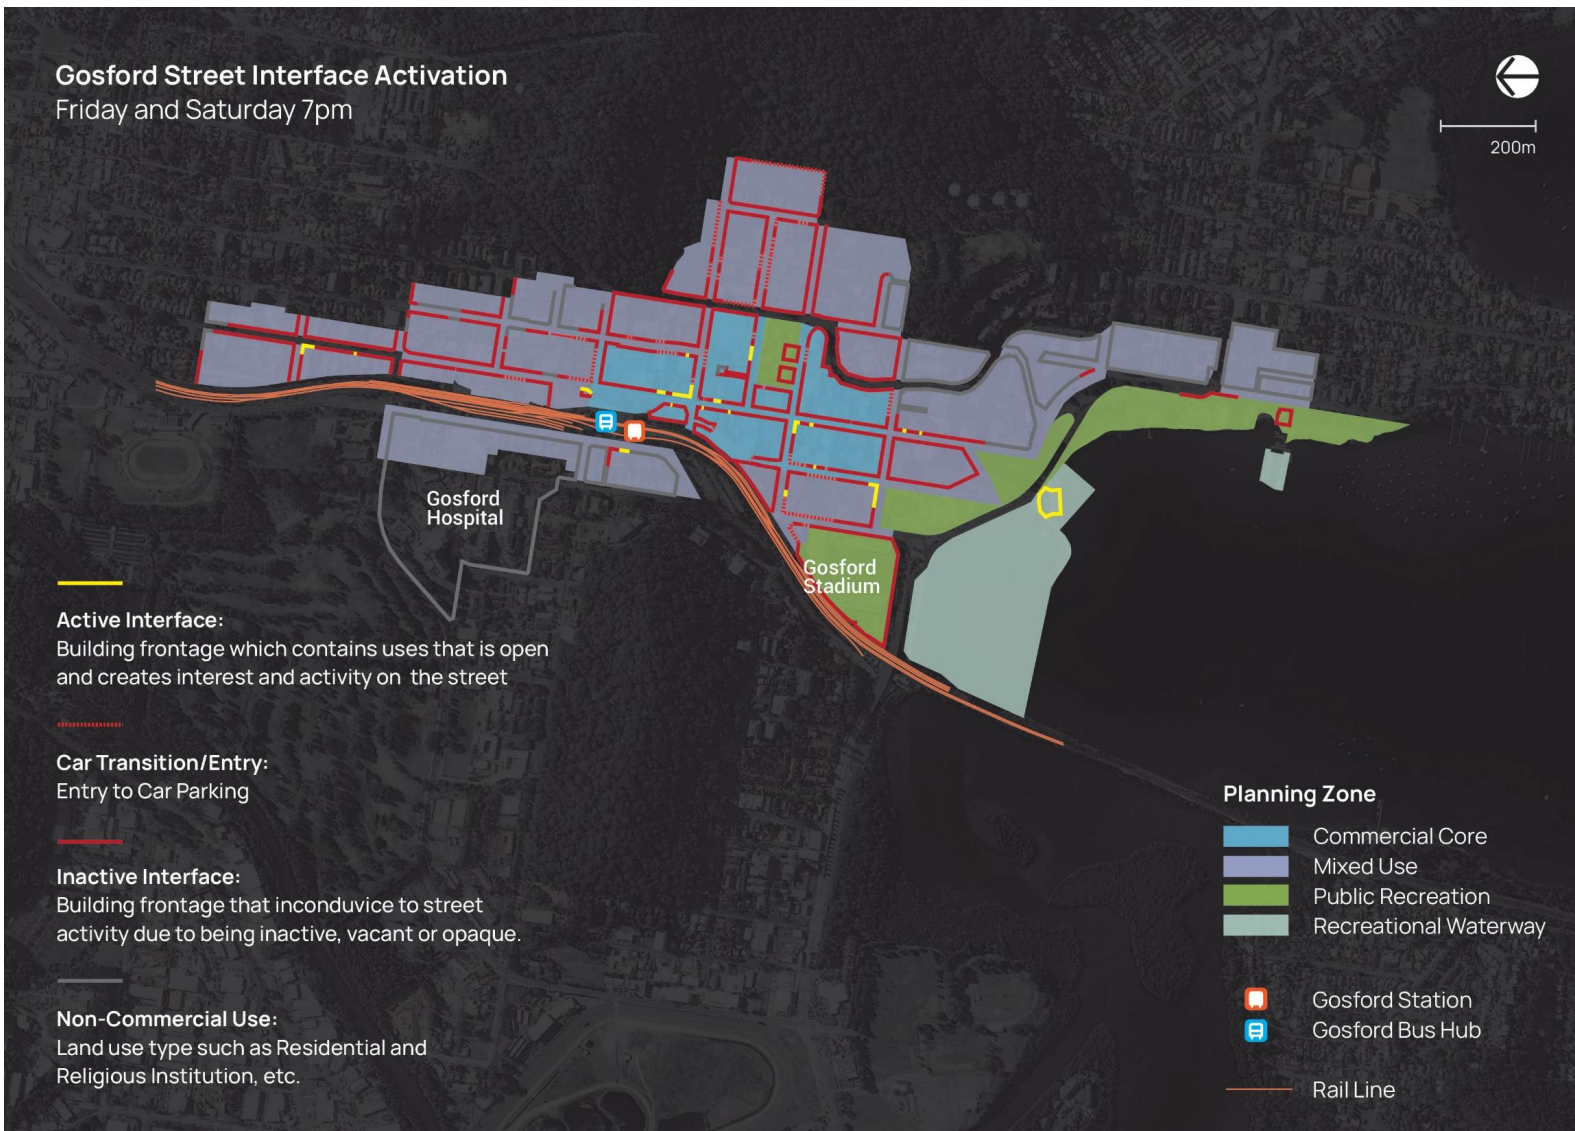 Gosford Street Interface Activation
Friday and Saturday 7pm
200m
Gosford
Hospital
Gosford
Stadium
Active Interface:
Building frontage which contains uses that is open
and creates interest and activity on the street
Car Transition/Entry:
Entry to Car Parking
Inactive Interface:
Building frontage that inconduvice to street
activity due to being inactive, vacant or opaque.
Non-Commercial Use:
Land use type such as Residential and
Religious Institution, etc.
Planning Zone
Commercial Core
Mixed Use
Public Recreation
Recreational Waterway
Gosford Station
Gosford Bus Hub
Rail Line